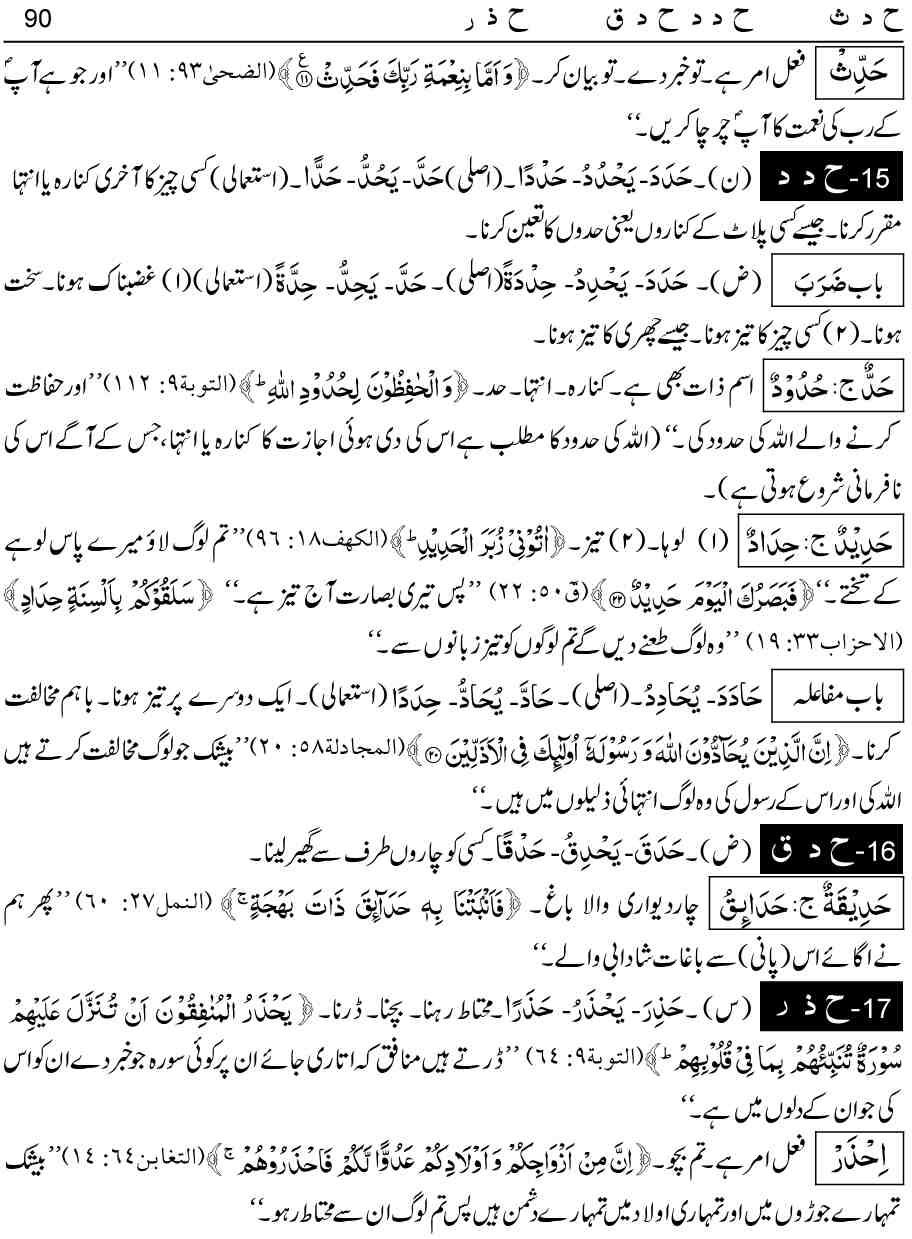 ح د ث ح د د ح د ق ح ذ ر 90
حَدِّثْ فعل امر ہے۔ تو خبر دے۔ تو بیان کر۔ ﴿وَ اَمَّا بِنِعْمَةِ رَبِّكَ فَحَدِّثْ ؑ۝۱۱﴾ (الضحیٰ۹۳: ۱۱) ’’اور جو ہے آپؐ
کے رب کی نعمت کا آپؐ چرچا کریں۔‘‘
15- ح د د (ن)۔ حَدَدَ- يَحْدُدُ- حَدْدًا۔ (اصلی) حَدَّ- يَحُدُّ- حَدًّا۔ (استعمالی) کسی چیز کا آخری کنارہ یا انتہا
مقرر کرنا۔ جیسے کسی پلاٹ کے کناروں یعنی حدوں کا تعین کرنا۔
باب ضَرَبَ (ض)۔ حَدَدَ- يَحْدِدُ- حِدْدَةً (اصلی)۔ حَدَّ- يَحِدُّ- حِدَّةً (استعمالی) (۱) غضبناک ہونا۔ سخت
ہونا۔ (۲) کسی چیز کا تیز ہونا۔ جیسے چھری کا تیز ہونا۔
حَدٌّ ج: حُدُوْدٌ اسم ذات بھی ہے۔ کنارہ۔ انتہا۔ حد۔ ﴿وَ الْحٰفِظُوْنَ لِحُدُوْدِ اللّٰهِ ؕ﴾ (التوبة۹: ۱۱۲) ’’اور حفاظت
کرنے والے اللہ کی حدود کی۔‘‘ (اللہ کی حدود کا مطلب ہے اس کی دی ہوئی اجازت کا کنارہ یا انتہا، جس کے آگے اس کی
نافرمانی شروع ہوتی ہے)۔
حَدِيْدٌ ج: حِدَادٌ (۱) لوہا۔ (۲) تیز۔ ﴿اٰتُوْنِيْ زُبَرَ الْحَدِيْدِ ؕ﴾ (الكهف۱۸: ۹۶) ’’تم لوگ لاؤ میرے پاس لوہے
کے تختے۔‘‘ ﴿فَبَصَرُكَ الْيَوْمَ حَدِيْدٌ ۝۲۲﴾ (قٓ۵۰: ۲۲) ’’پس تیری بصارت آج تیز ہے۔‘‘ ﴿سَلَقُوْكُمْ بِاَلْسِنَةٍ حِدَادٍ﴾
(الاحزاب۳۳: ۱۹) ’’وہ لوگ طعنے دیں گے تم لوگوں کو تیز زبانوں سے۔‘‘
باب مفاعلہ حَادَدَ- يُحَادِدُ۔ (اصلی)۔ حَادَّ- يُحَادُّ- حِدَدًا (استعمالی)۔ ایک دوسرے پر تیز ہونا۔ باہم مخالفت
کرنا۔ ﴿اِنَّ الَّذِيْنَ يُحَآدُّوْنَ اللّٰهَ وَ رَسُوْلَهٗۤ اُولٰٓىِٕكَ فِي الْاَذَلِّيْنَ ۝۲۰﴾ (المجادلة۵۸: ۲۰) ’’بیشک جو لوگ مخالفت کرتے ہیں
اللہ کی اور اس کے رسول کی وہ لوگ انتہائی ذلیلوں میں ہیں۔‘‘
16- ح د ق (ض)۔ حَدَقَ- يَحْدِقُ- حَدْقًا۔ کسی کو چاروں طرف سے گھیر لینا۔
حَدِيْقَةٌ ج: حَدَائِقُ چاردیواری والا باغ۔ ﴿فَاَنْۢبَتْنَا بِهٖ حَدَآىِٕقَ ذَاتَ بَهْجَةٍ ۚ﴾ (النمل۲۷: ۶۰) ’’پھر ہم
نے اگائے اس (پانی) سے باغات شادابی والے۔‘‘
17- ح ذ ر (س)۔ حَذِرَ- يَحْذَرُ- حَذَرًا۔ محتاط رہنا۔ بچنا۔ ڈرنا۔ ﴿يَحْذَرُ الْمُنٰفِقُوْنَ اَنْ تُنَزَّلَ عَلَيْهِمْ
سُوْرَةٌ تُنَبِّئُهُمْ بِمَا فِيْ قُلُوْبِهِمْ ؕ﴾ (التوبة۹: ۶۴) ’’ڈرتے ہیں منافق کہ اتاری جائے ان پر کوئی سورہ جو خبر دے ان کو اس
کی جو ان کے دلوں میں ہے۔‘‘
اِحْذَرْ فعل امر ہے۔ تم بچو۔ ﴿اِنَّ مِنْ اَزْوَاجِكُمْ وَ اَوْلَادِكُمْ عَدُوًّا لَّكُمْ فَاحْذَرُوْهُمْ ۚ﴾ (التغابن۶۴: ۱۴) ’’بیشک
تمہارے جوڑوں میں اور تمہاری اولاد میں تمہارے دشمن ہیں پس تم لوگ ان سے محتاط رہو۔‘‘